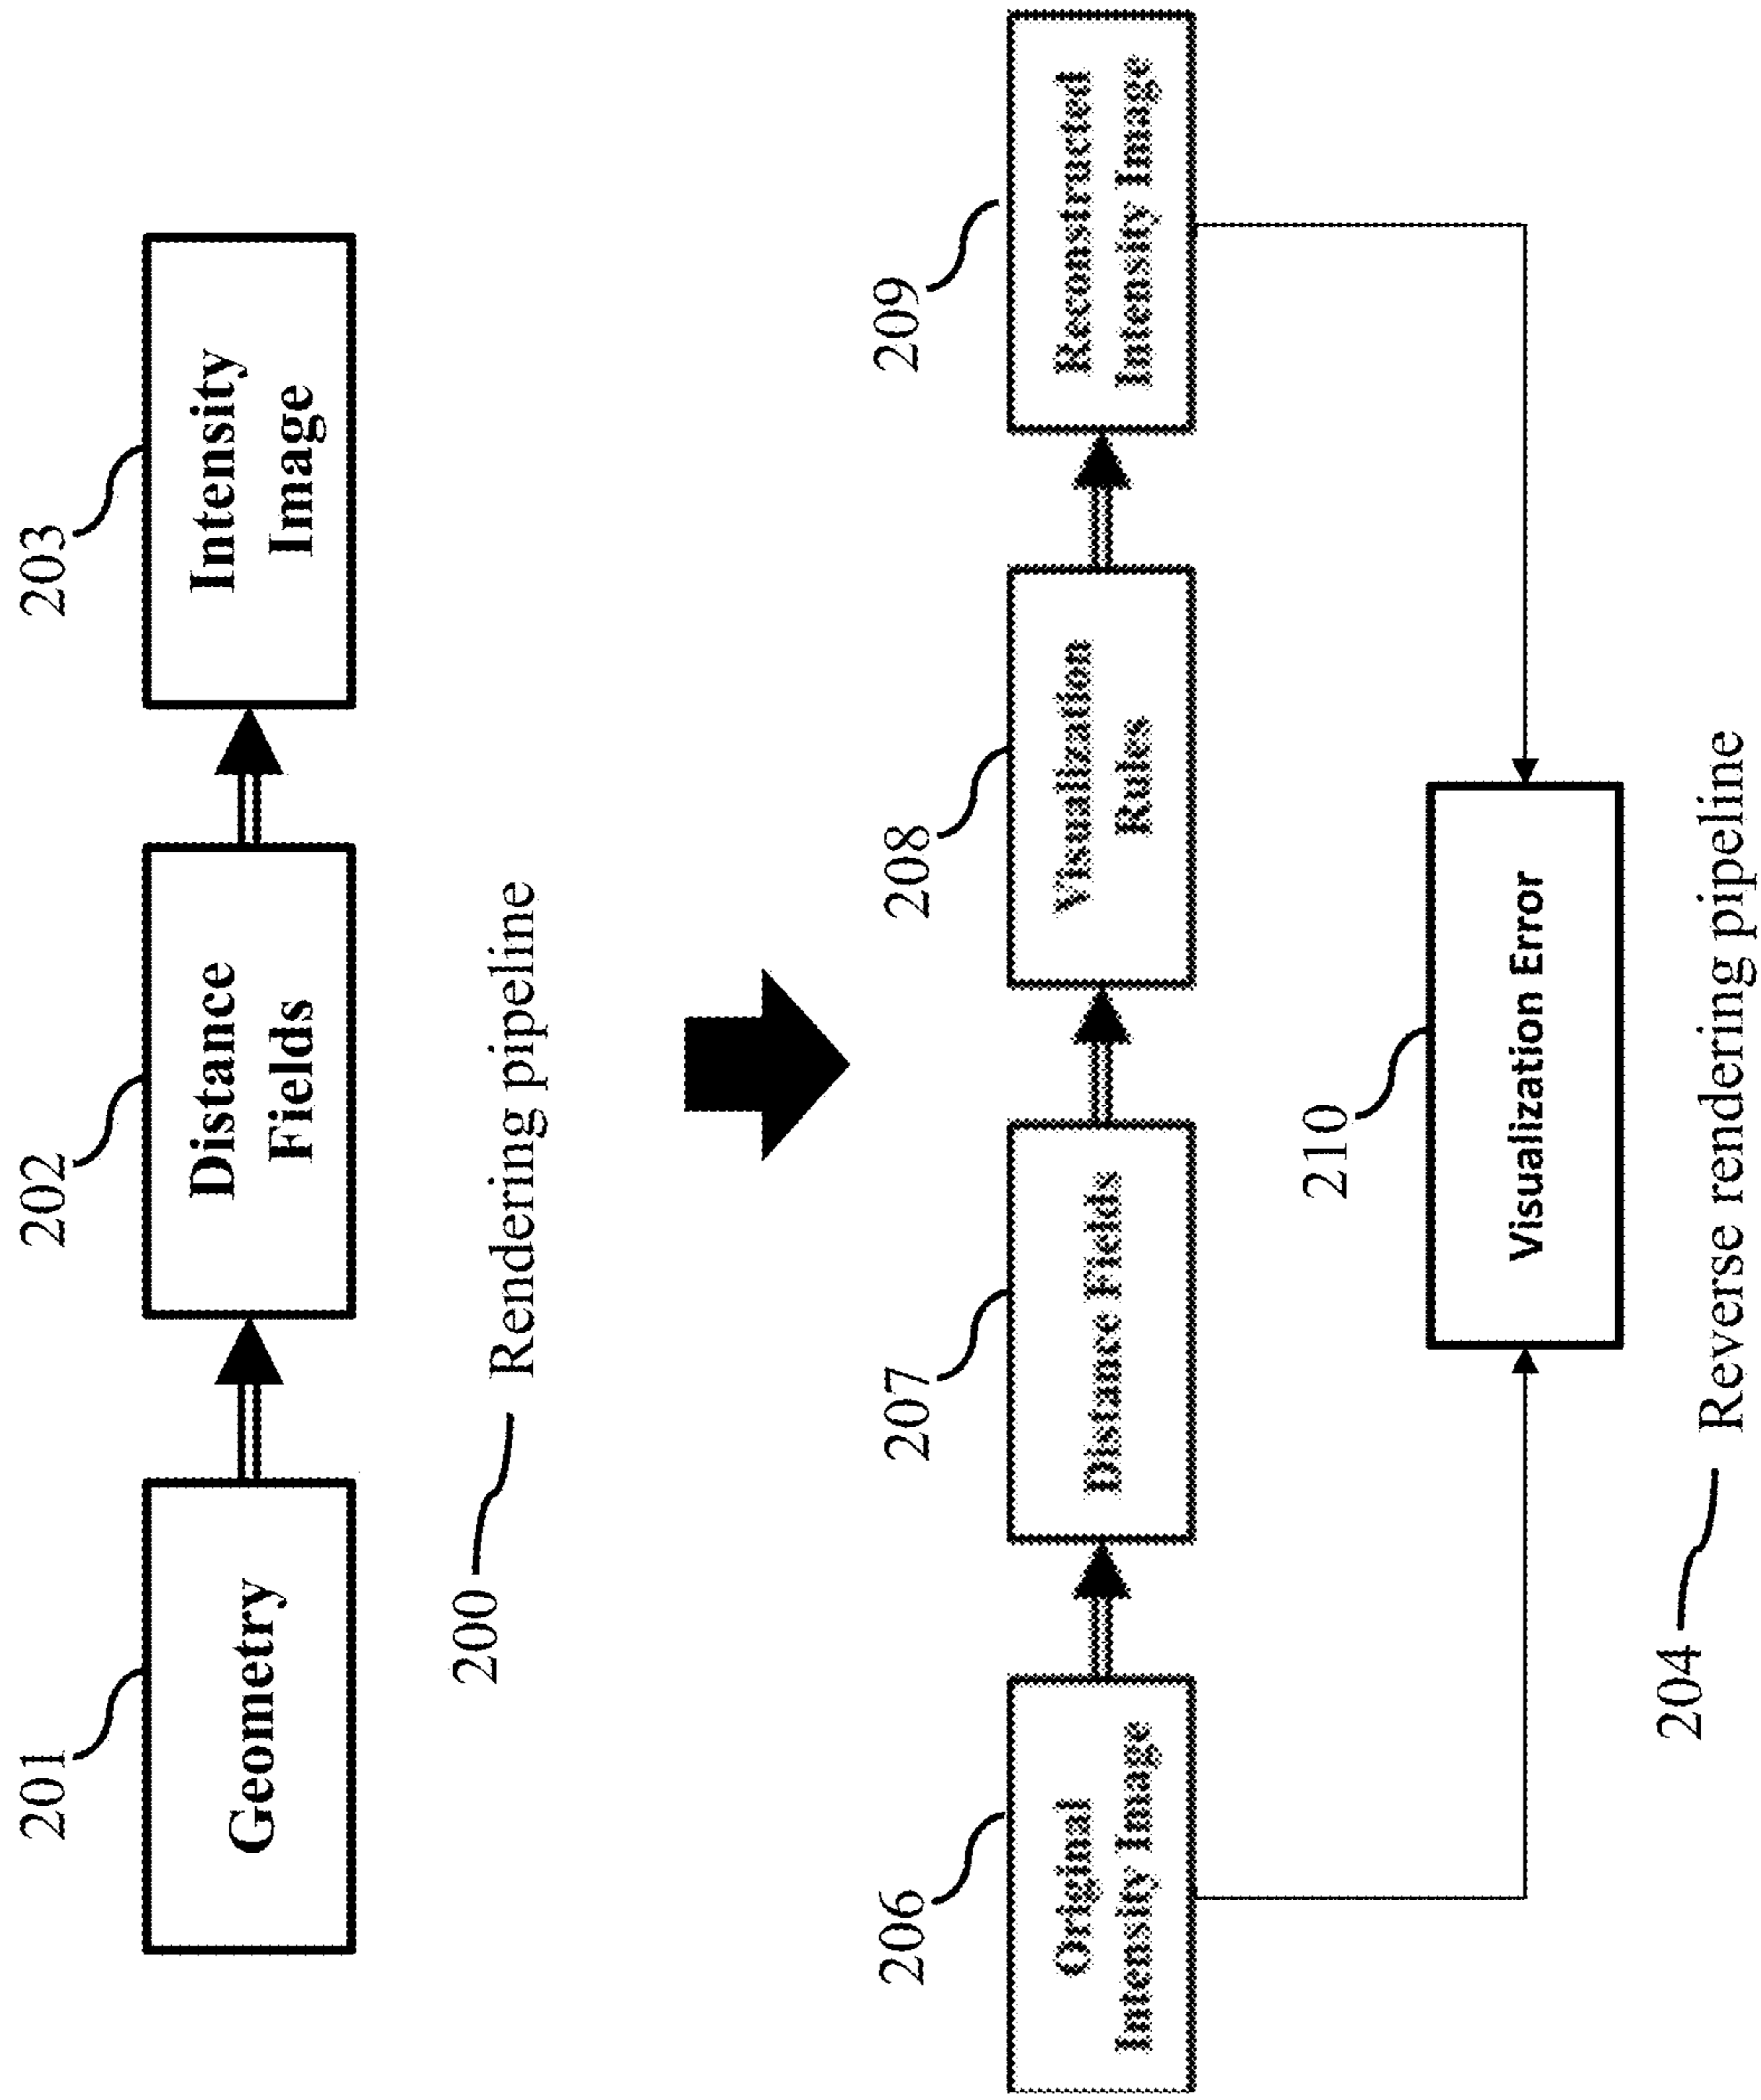 201
202
203
Geometry
Distance
Fields
Intensity
Image
200
Rendering pipeline
206
207
208
209
Original
Intensity Image
Distance Fields
Visualization
Rules
Reconstructed
Intensity Image
210
Visualization Error
204
Reverse rendering pipeline